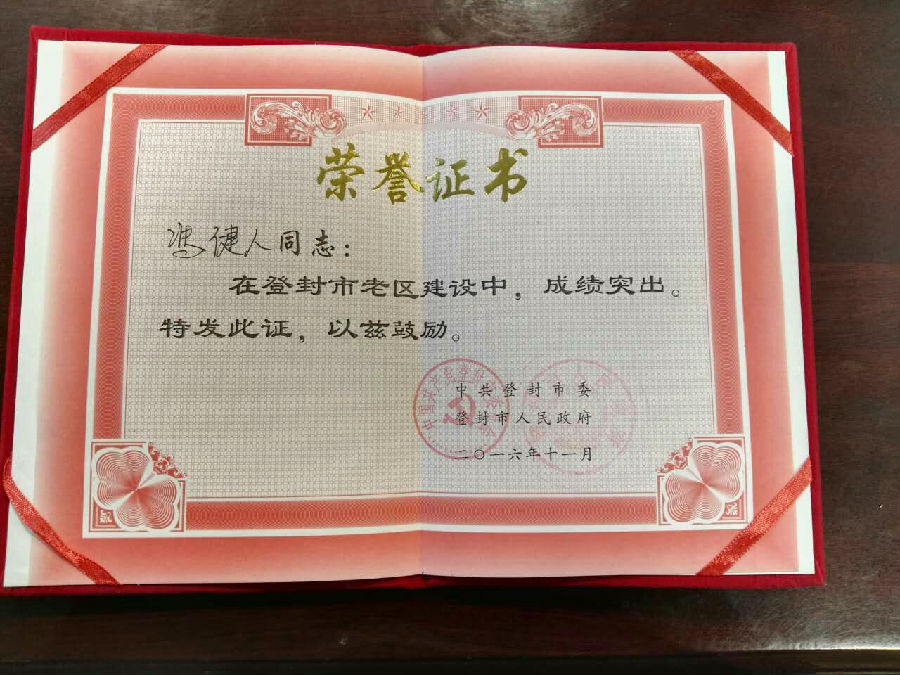 荣誉证书
冯健人同志：
在登封市老区建设中，成绩突出。
特发此证，以兹鼓励。
中共登封市委
登封市人民政府
二〇一六年十一月